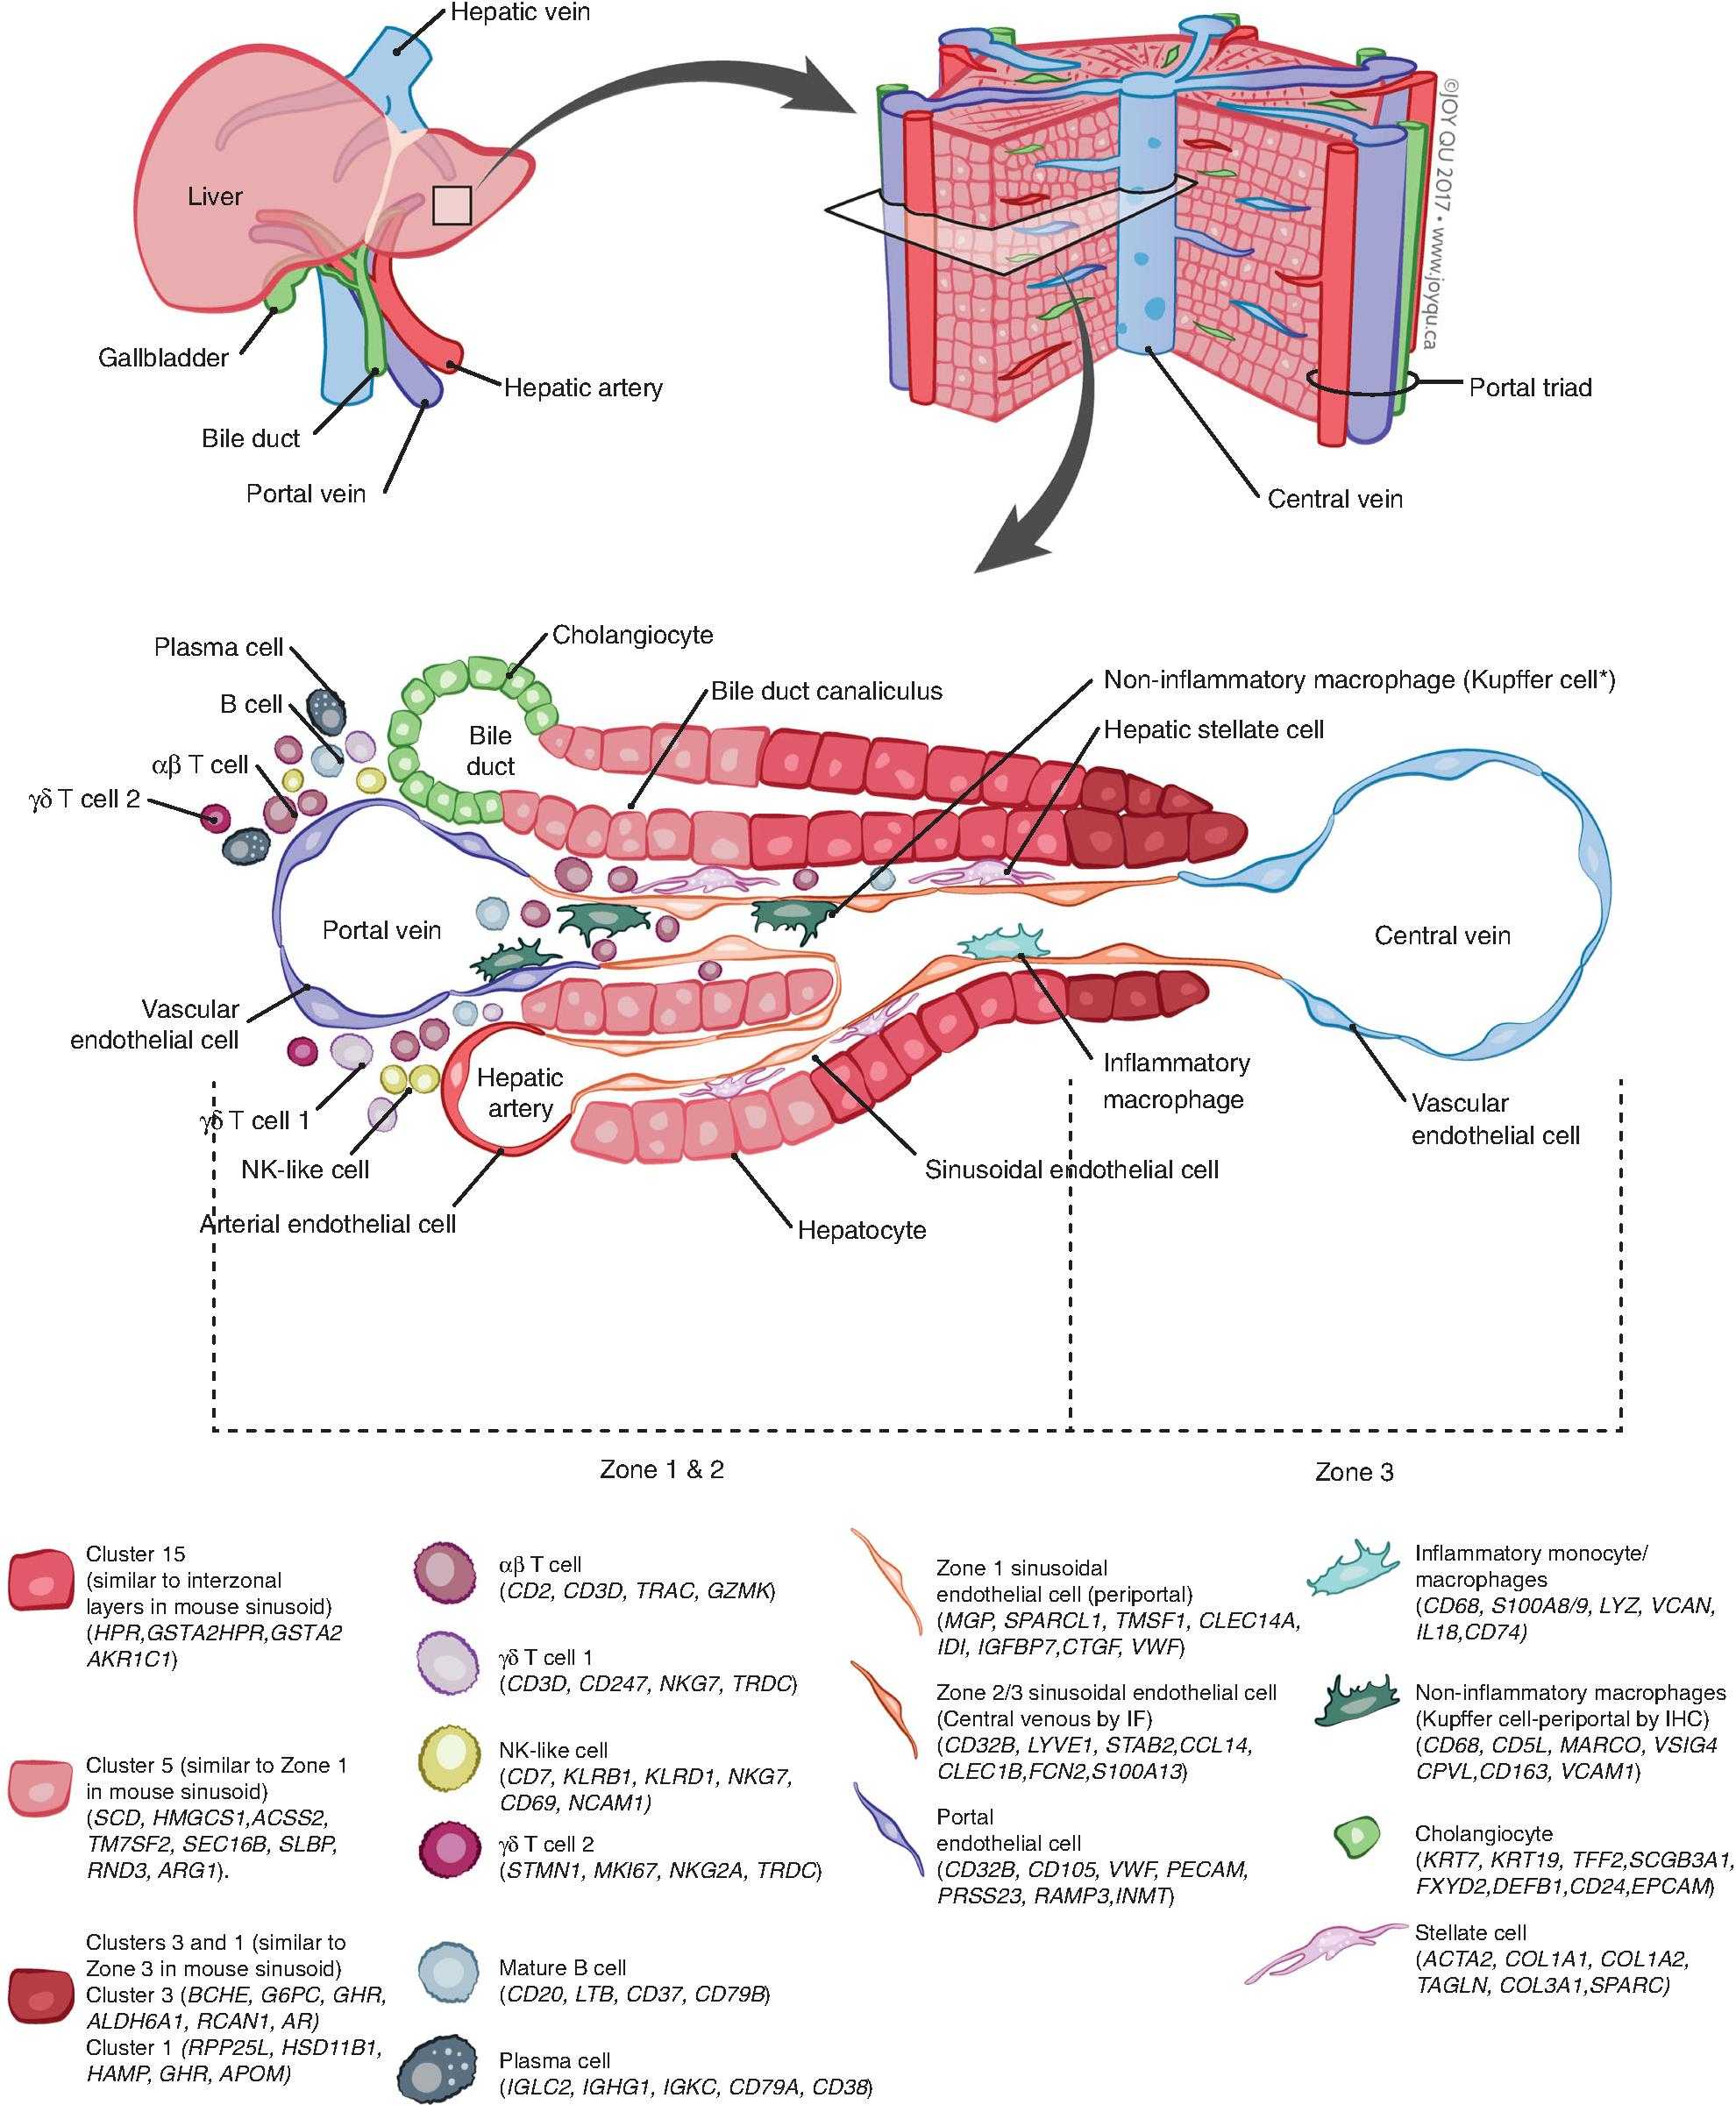 Hepatic vein
Liver
Gallbladder
Hepatic artery
Bile duct
Portal vein
©JOY QU 2017 • www.joyqu.ca
Portal triad
Central vein
Plasma cell
Cholangiocyte
B cell
Bile duct canaliculus
Non-inflammatory macrophage (Kupffer cell*)
Hepatic stellate cell
αβ T cell
Bile
duct
γδ T cell 2
Portal vein
Central vein
Vascular
endothelial cell
Hepatic
artery
Inflammatory
macrophage
Vascular
endothelial cell
γδ T cell 1
NK-like cell
Sinusoidal endothelial cell
Arterial endothelial cell
Hepatocyte
Zone 1 & 2
Zone 3
Cluster 15
(similar to interzonal
layers in mouse sinusoid)
(HPR,GSTA2HPR,GSTA2
AKR1C1)
Cluster 5 (similar to Zone 1
in mouse sinusoid)
(SCD, HMGCS1,ACSS2,
TM7SF2, SEC16B, SLBP,
RND3, ARG1).
Clusters 3 and 1 (similar to
Zone 3 in mouse sinusoid)
Cluster 3 (BCHE, G6PC, GHR,
ALDH6A1, RCAN1, AR)
Cluster 1 (RPP25L, HSD11B1,
HAMP, GHR, APOM)
αβ T cell
(CD2, CD3D, TRAC, GZMK)
γδ T cell 1
(CD3D, CD247, NKG7, TRDC)
NK-like cell
(CD7, KLRB1, KLRD1, NKG7,
CD69, NCAM1)
γδ T cell 2
(STMN1, MKI67, NKG2A, TRDC)
Mature B cell
(CD20, LTB, CD37, CD79B)
Plasma cell
(IGLC2, IGHG1, IGKC, CD79A, CD38)
Zone 1 sinusoidal
endothelial cell (periportal)
(MGP, SPARCL1, TMSF1, CLEC14A,
IDI, IGFBP7,CTGF, VWF)
Zone 2/3 sinusoidal endothelial cell
(Central venous by IF)
(CD32B, LYVE1, STAB2,CCL14,
CLEC1B,FCN2,S100A13)
Portal
endothelial cell
(CD32B, CD105, VWF, PECAM,
PRSS23, RAMP3,INMT)
Inflammatory monocyte/
macrophages
(CD68, S100A8/9, LYZ, VCAN,
IL18,CD74)
Non-inflammatory macrophages
(Kupffer cell-periportal by IHC)
(CD68, CD5L, MARCO, VSIG4
CPVL,CD163, VCAM1)
Cholangiocyte
(KRT7, KRT19, TFF2,SCGB3A1,
FXYD2,DEFB1,CD24,EPCAM)
Stellate cell
(ACTA2, COL1A1, COL1A2,
TAGLN, COL3A1,SPARC)